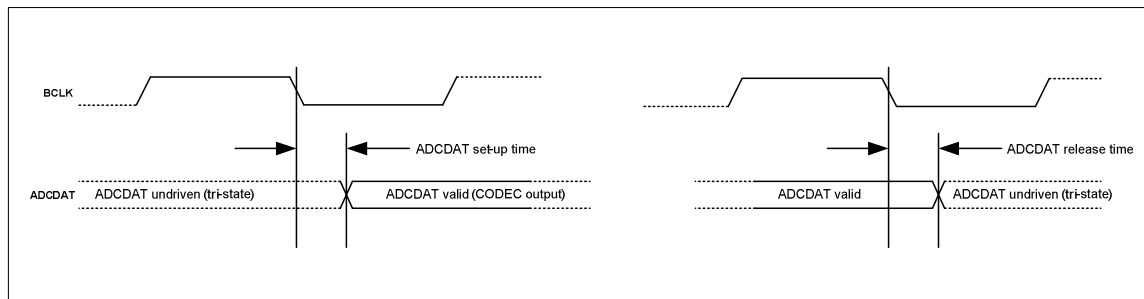 BCLK
ADCDAT set-up time
ADCDAT release time
ADCDAT
ADCDAT undriven (tri-state)
ADCDAT valid (CODEC output)
ADCDAT valid
ADCDAT undriven (tri-state)